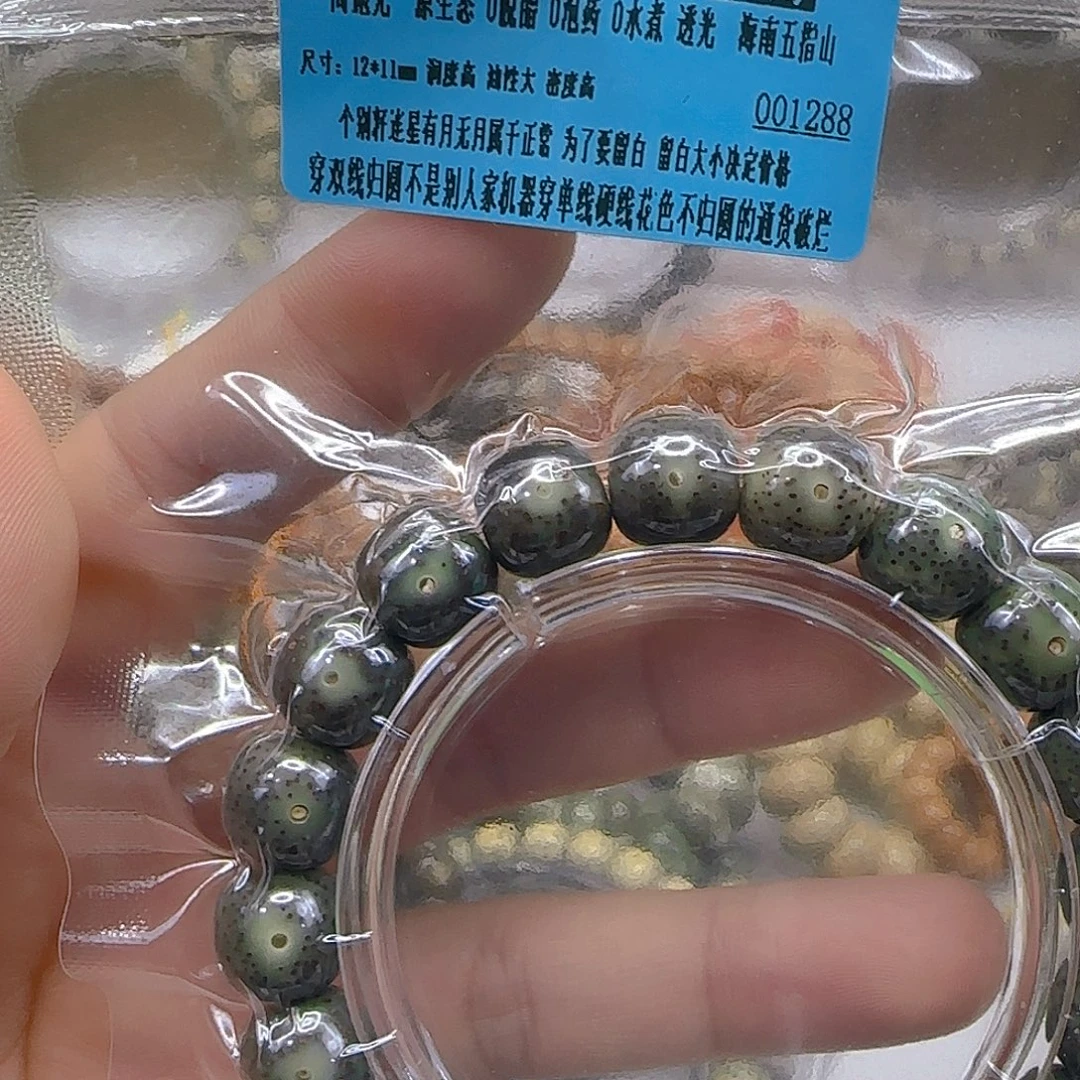 原生态 0脱脂 0泡药 0水煮 透光 海南五指山
尺寸：12*11mm 润度高 油性大 密度高
001288
个别轩连星有月无月属于正常 为了要留白 留白大小决定价格
穿双线归圆不是别人家机器穿单线硬线花色不归圆的通货破烂